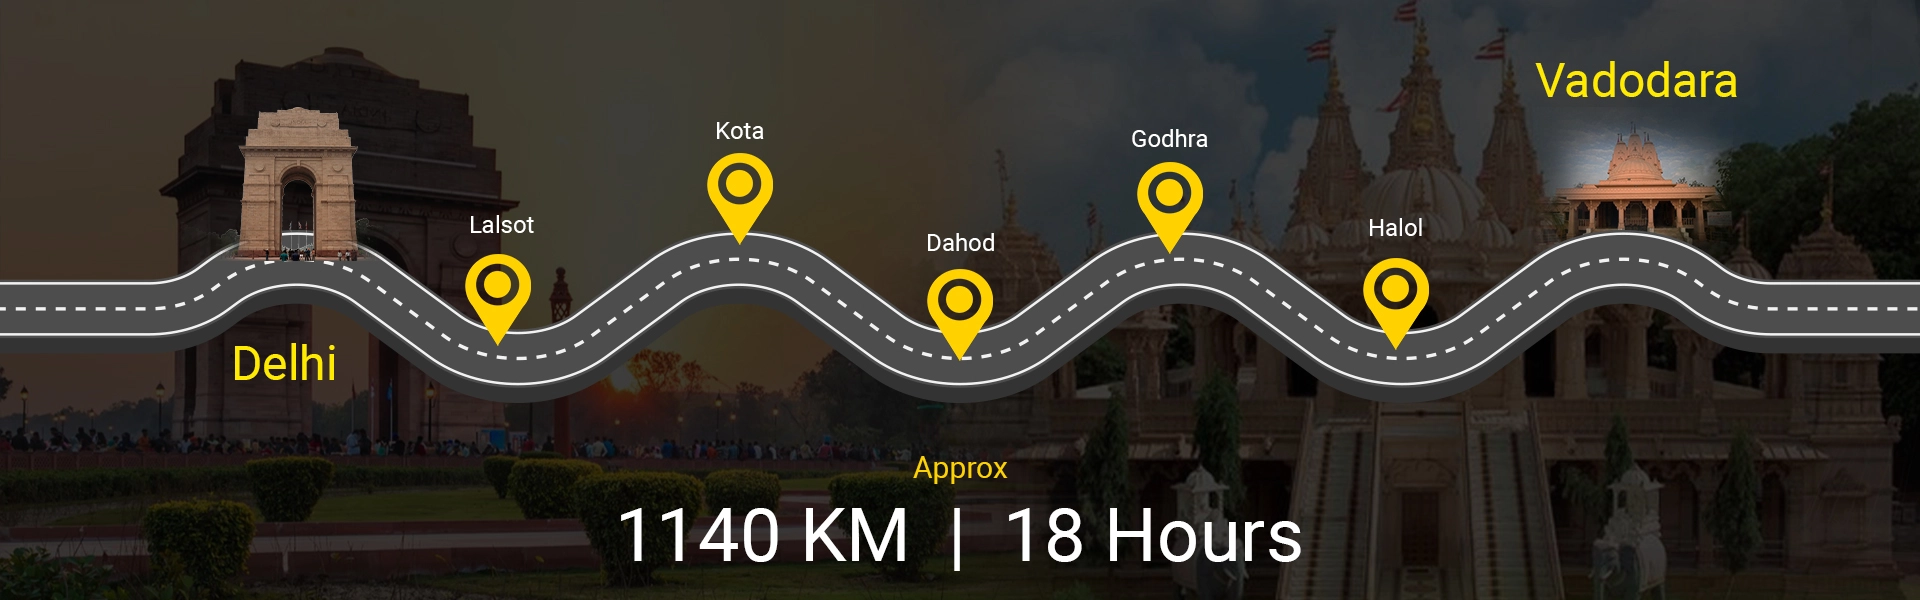 Delhi
Lalsot
Kota
Dahod
Godhra
Halol
Vadodara
Approx
1140 KM | 18 Hours